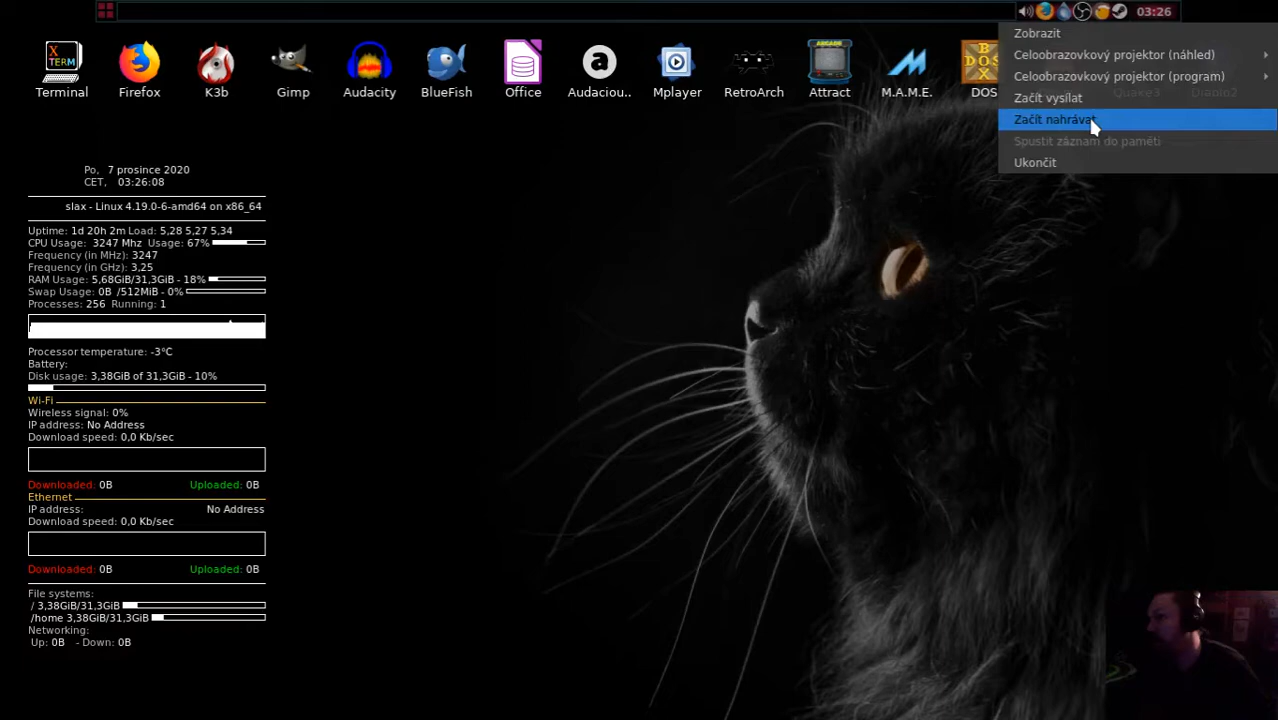 03:26
Zobrazit
Celoobrazovkový projektor (náhled)
Celoobrazovkový projektor (program)
Začít vysílat
Začít nahrávat
Spustit záznam do paměti
Ukončit
XTERM
ARCADE
BOX
DOS
Terminal
Firefox
K3b
Gimp
Audacity
BlueFish
Office
Audaciou...
Mplayer
RetroArch
Attract
M.A.M.E.
DOS
Quake3
Diablo2
Po, 7 prosince 2020
CET, 03:26:08
slax - Linux 4.19.0-6-amd64 on x86_64
Uptime: 1d 20h 2m Load: 5,28 5,27 5,34
CPU Usage: 3247 Mhz Usage: 67%
Frequency (in MHz): 3247
Frequency (in GHz): 3,25
RAM Usage: 5,68GiB/31,3GiB - 18%
Swap Usage: 0B /512MiB - 0%
Processes: 256 Running: 1
Processor temperature: -3°C
Battery:
Disk usage: 3,38GiB of 31,3GiB - 10%
Wi-Fi
Wireless signal: 0%
IP address: No Address
Download speed: 0,0 Kb/sec
Downloaded: 0B Uploaded: 0B
Ethernet
IP address: No Address
Download speed: 0,0 Kb/sec
Downloaded: 0B Uploaded: 0B
File systems:
/ 3,38GiB/31,3GiB
/home 3,38GiB/31,3GiB
Networking:
Up: 0B - Down: 0B